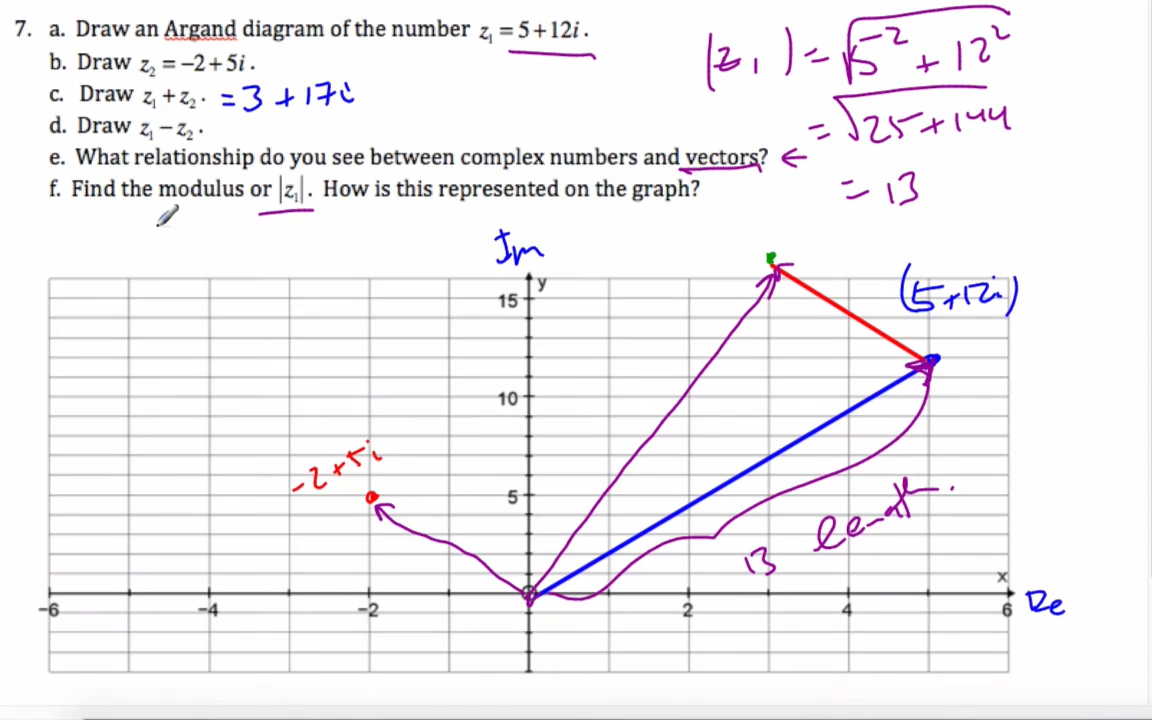 7. a. Draw an Argand diagram of the number z₁ = 5+12i.
b. Draw z₂ = −2+5i.
c. Draw z₁ + z₂. = 3 + 17i
d. Draw z₁ − z₂.
e. What relationship do you see between complex numbers and vectors? ←
f. Find the modulus or |z₁|. How is this represented on the graph?
|z₁| = √5² + 12²
= √25+144
= 13
Im
y
15
(5+12i)
10
-2+5i
5
length.
13
x
−6 −4 −2 2 4 6 Re